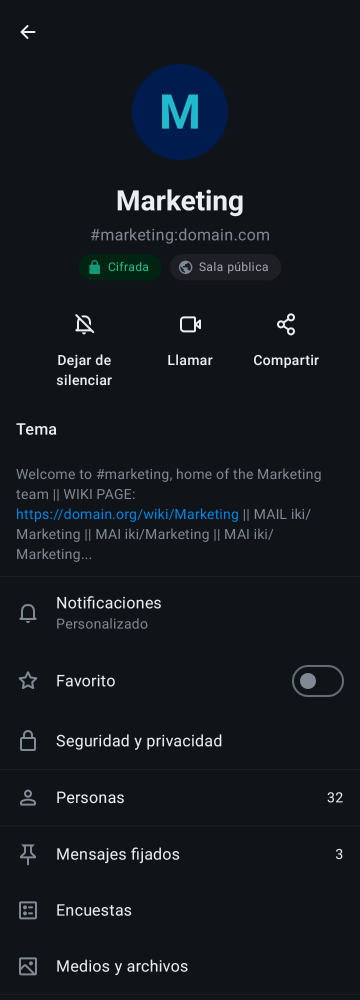 M
Marketing
#marketing:domain.com
Cifrada
Sala pública
Dejar de
silenciar
Llamar
Compartir
Tema
Welcome to #marketing, home of the Marketing
team || WIKI PAGE:
https://domain.org/wiki/Marketing || MAIL iki/
Marketing || MAI iki/Marketing || MAI iki/
Marketing...
Notificaciones
Personalizado
Favorito
Seguridad y privacidad
Personas 32
Mensajes fijados 3
Encuestas
Medios y archivos